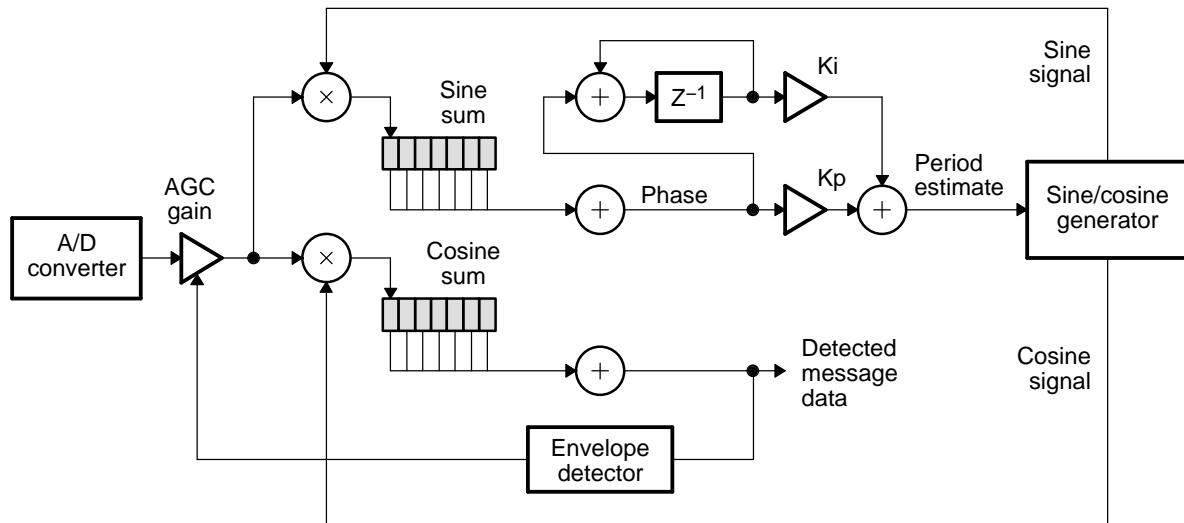 Sine
signal
Ki
Sine
sum
Z⁻¹
Period
estimate
AGC
gain
Phase
Kp
Sine/cosine
generator
A/D
converter
Cosine
sum
Detected
message
data
Cosine
signal
Envelope
detector